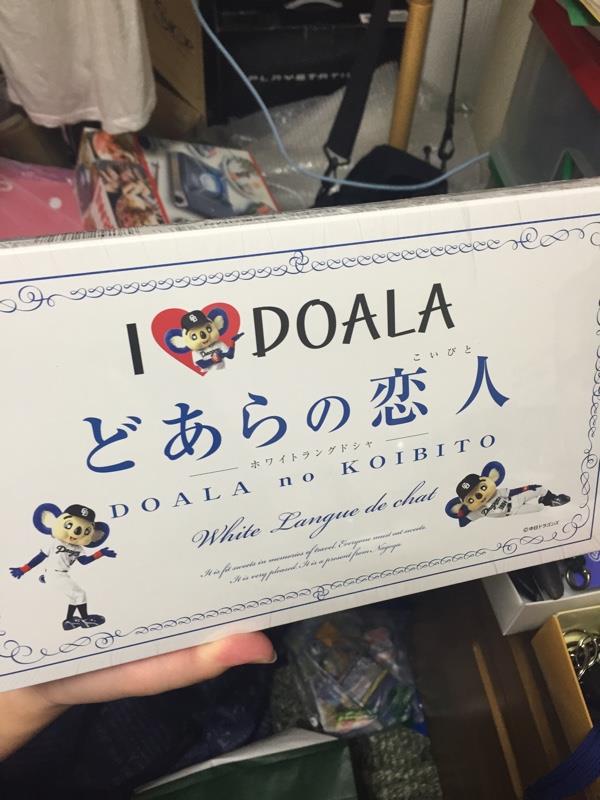 PLAYSTATI
I DOALA
こいびと
どあらの恋人
ホワイトラングドシャ
DOALA no KOIBITO
White Langue de chat
It is fit sweets in memories of travel. Everyone must eat sweets.
It is very pleased. It is a present from Nagoya.
©中日ドラゴンズ